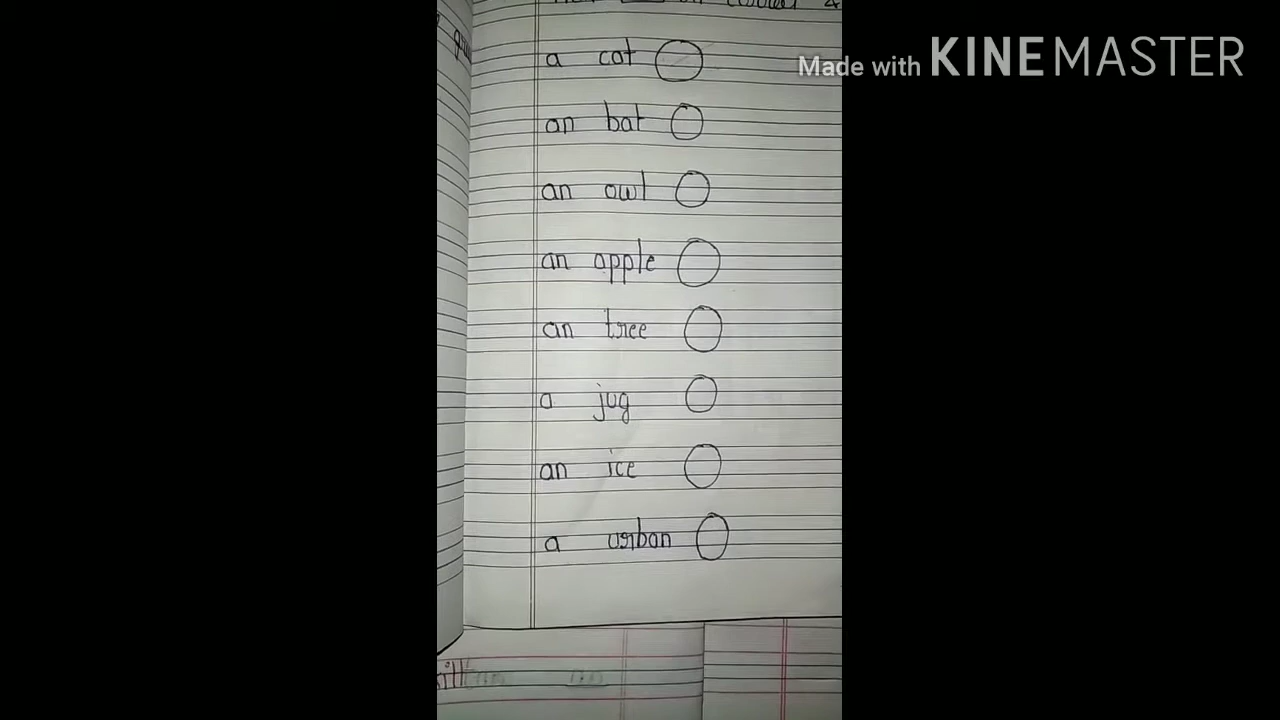 Made with KINEMASTER
a cat
an bat
an owl
an apple
an tree
a jug
an ice
a urban